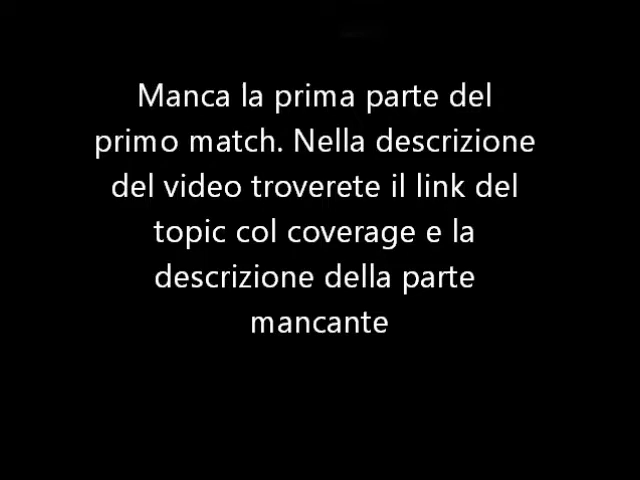 Manca la prima parte del
primo match. Nella descrizione
del video troverete il link del
topic col coverage e la
descrizione della parte
mancante